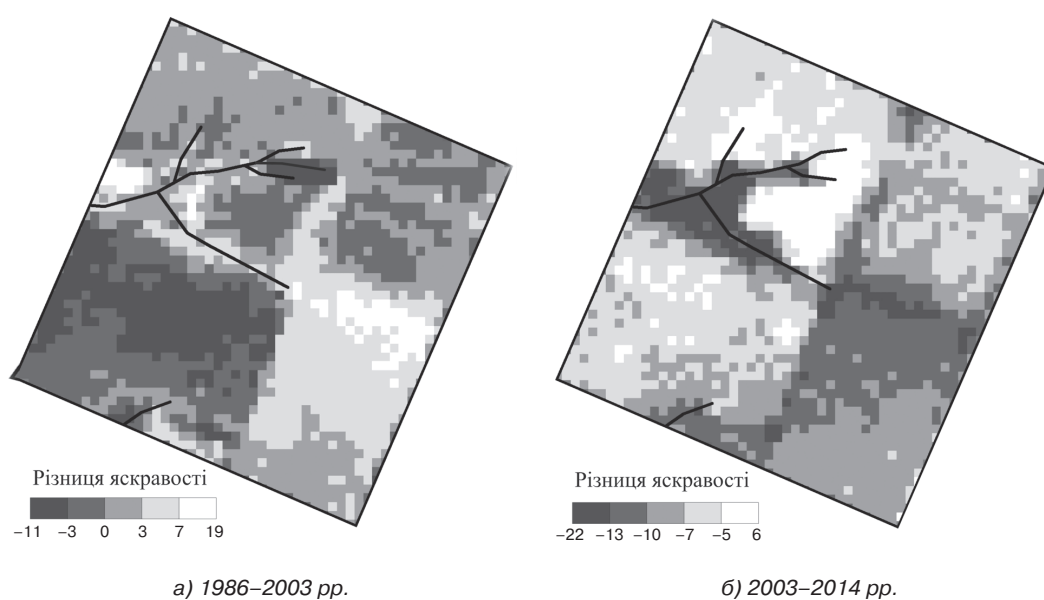 Різниця яскравості
−11 −3 0 3 7 19
Різниця яскравості
−22 −13 −10 −7 −5 6
а) 1986–2003 рр.
б) 2003–2014 рр.